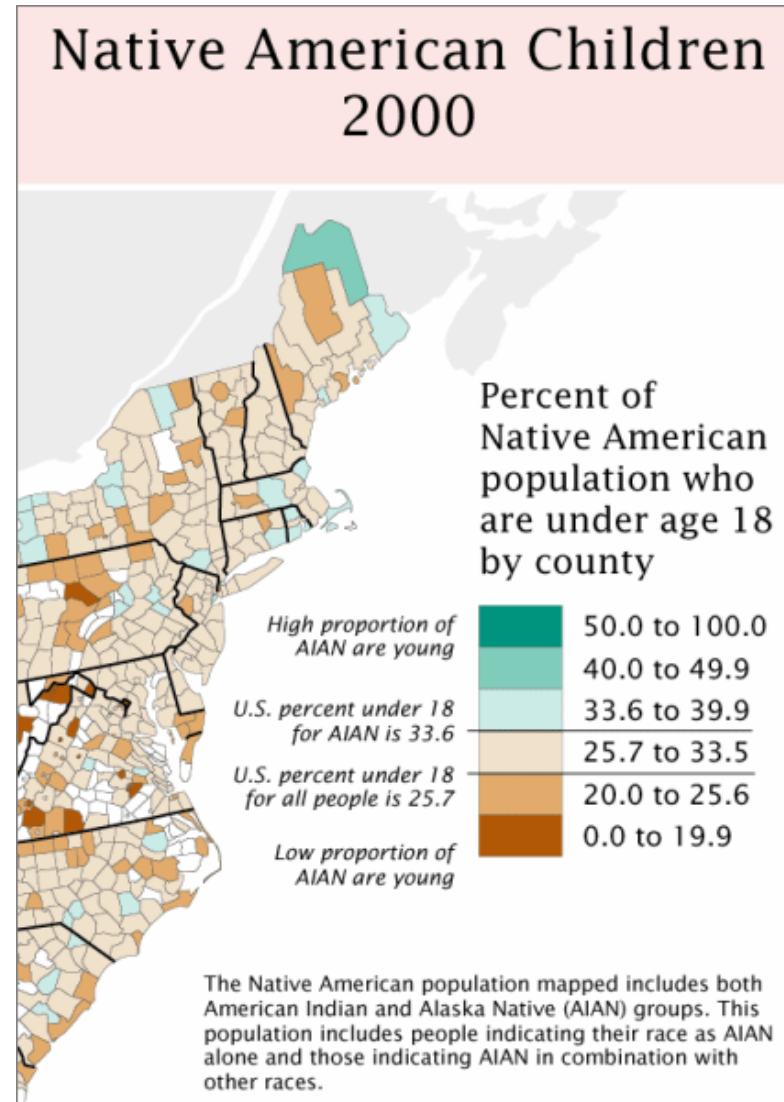 Native American Children
2000
Percent of
Native American
population who
are under age 18
by county
High proportion of
AIAN are young
U.S. percent under 18
for AIAN is 33.6
U.S. percent under 18
for all people is 25.7
Low proportion of
AIAN are young
50.0 to 100.0
40.0 to 49.9
33.6 to 39.9
25.7 to 33.5
20.0 to 25.6
0.0 to 19.9
The Native American population mapped includes both
American Indian and Alaska Native (AIAN) groups. This
population includes people indicating their race as AIAN
alone and those indicating AIAN in combination with
other races.